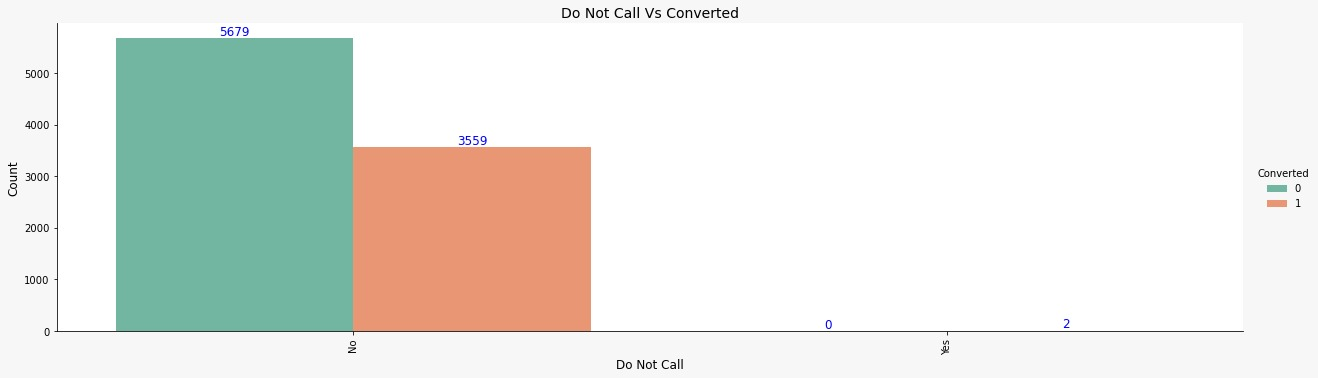 Do Not Call Vs Converted
5679
5000
4000
3559
3000
2000
1000
0
0
2
Count
No
Yes
Do Not Call
Converted
0
1